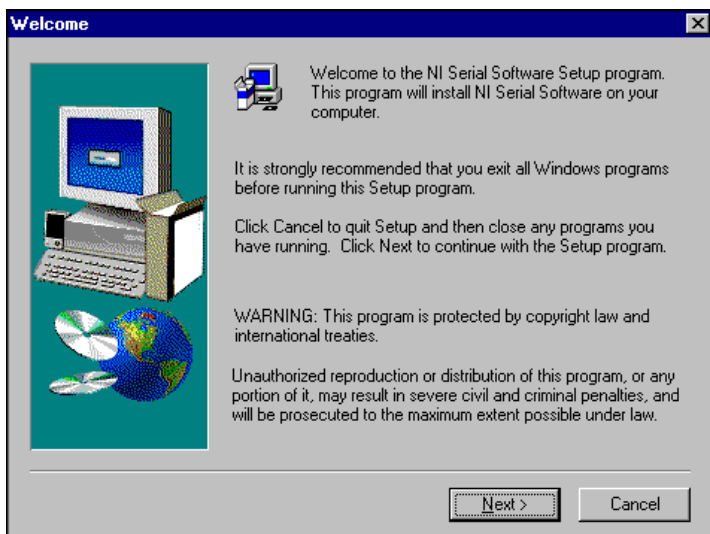 Welcome
Welcome to the NI Serial Software Setup program.
This program will install NI Serial Software on your
computer.
It is strongly recommended that you exit all Windows programs
before running this Setup program.
Click Cancel to quit Setup and then close any programs you
have running. Click Next to continue with the Setup program.
WARNING: This program is protected by copyright law and
international treaties.
Unauthorized reproduction or distribution of this program, or any
portion of it, may result in severe civil and criminal penalties, and
will be prosecuted to the maximum extent possible under law.
Next >
Cancel